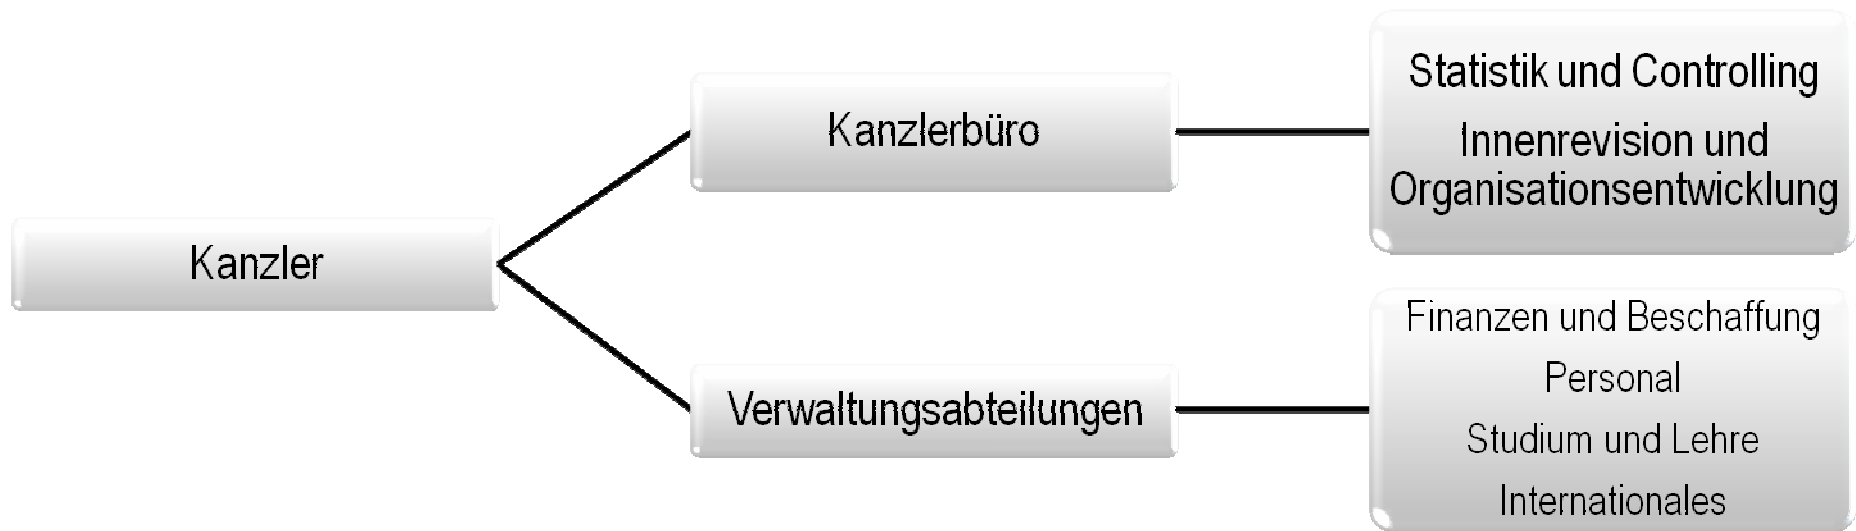 Kanzler
Kanzlerbüro
Verwaltungsabteilungen
Statistik und Controlling
Innenrevision und
Organisationsentwicklung
Finanzen und Beschaffung
Personal
Studium und Lehre
Internationales